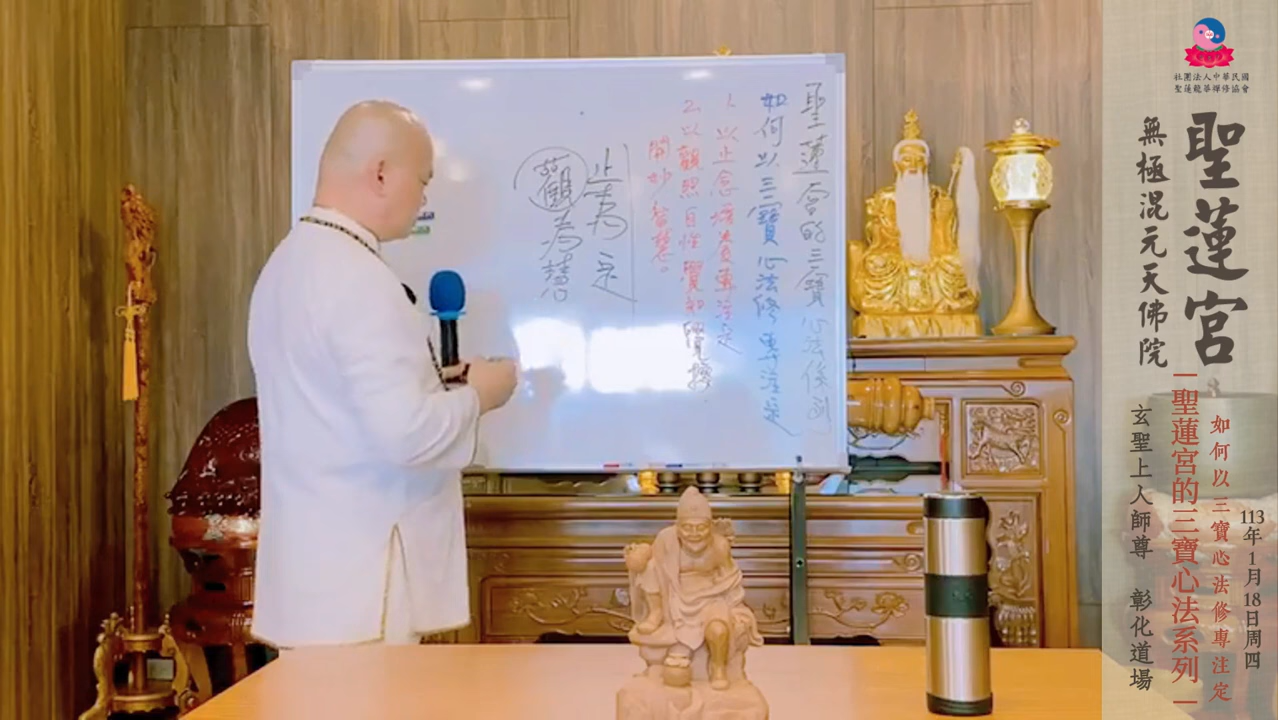 聖蓮宮的三寶心法係列
如何以三寶心法修專注定
1、以止念培養專注定
2、以觀照自性覺知覺察
開妙智慧。
止為定
觀為慧
社團法人中華民國
聖蓮龍華禪修協會
聖蓮宮
無極混元天佛院
113年1月18日周四
如何以三寶心法修專注定
聖蓮宮的三寶心法系列
玄聖上人師尊 彰化道場